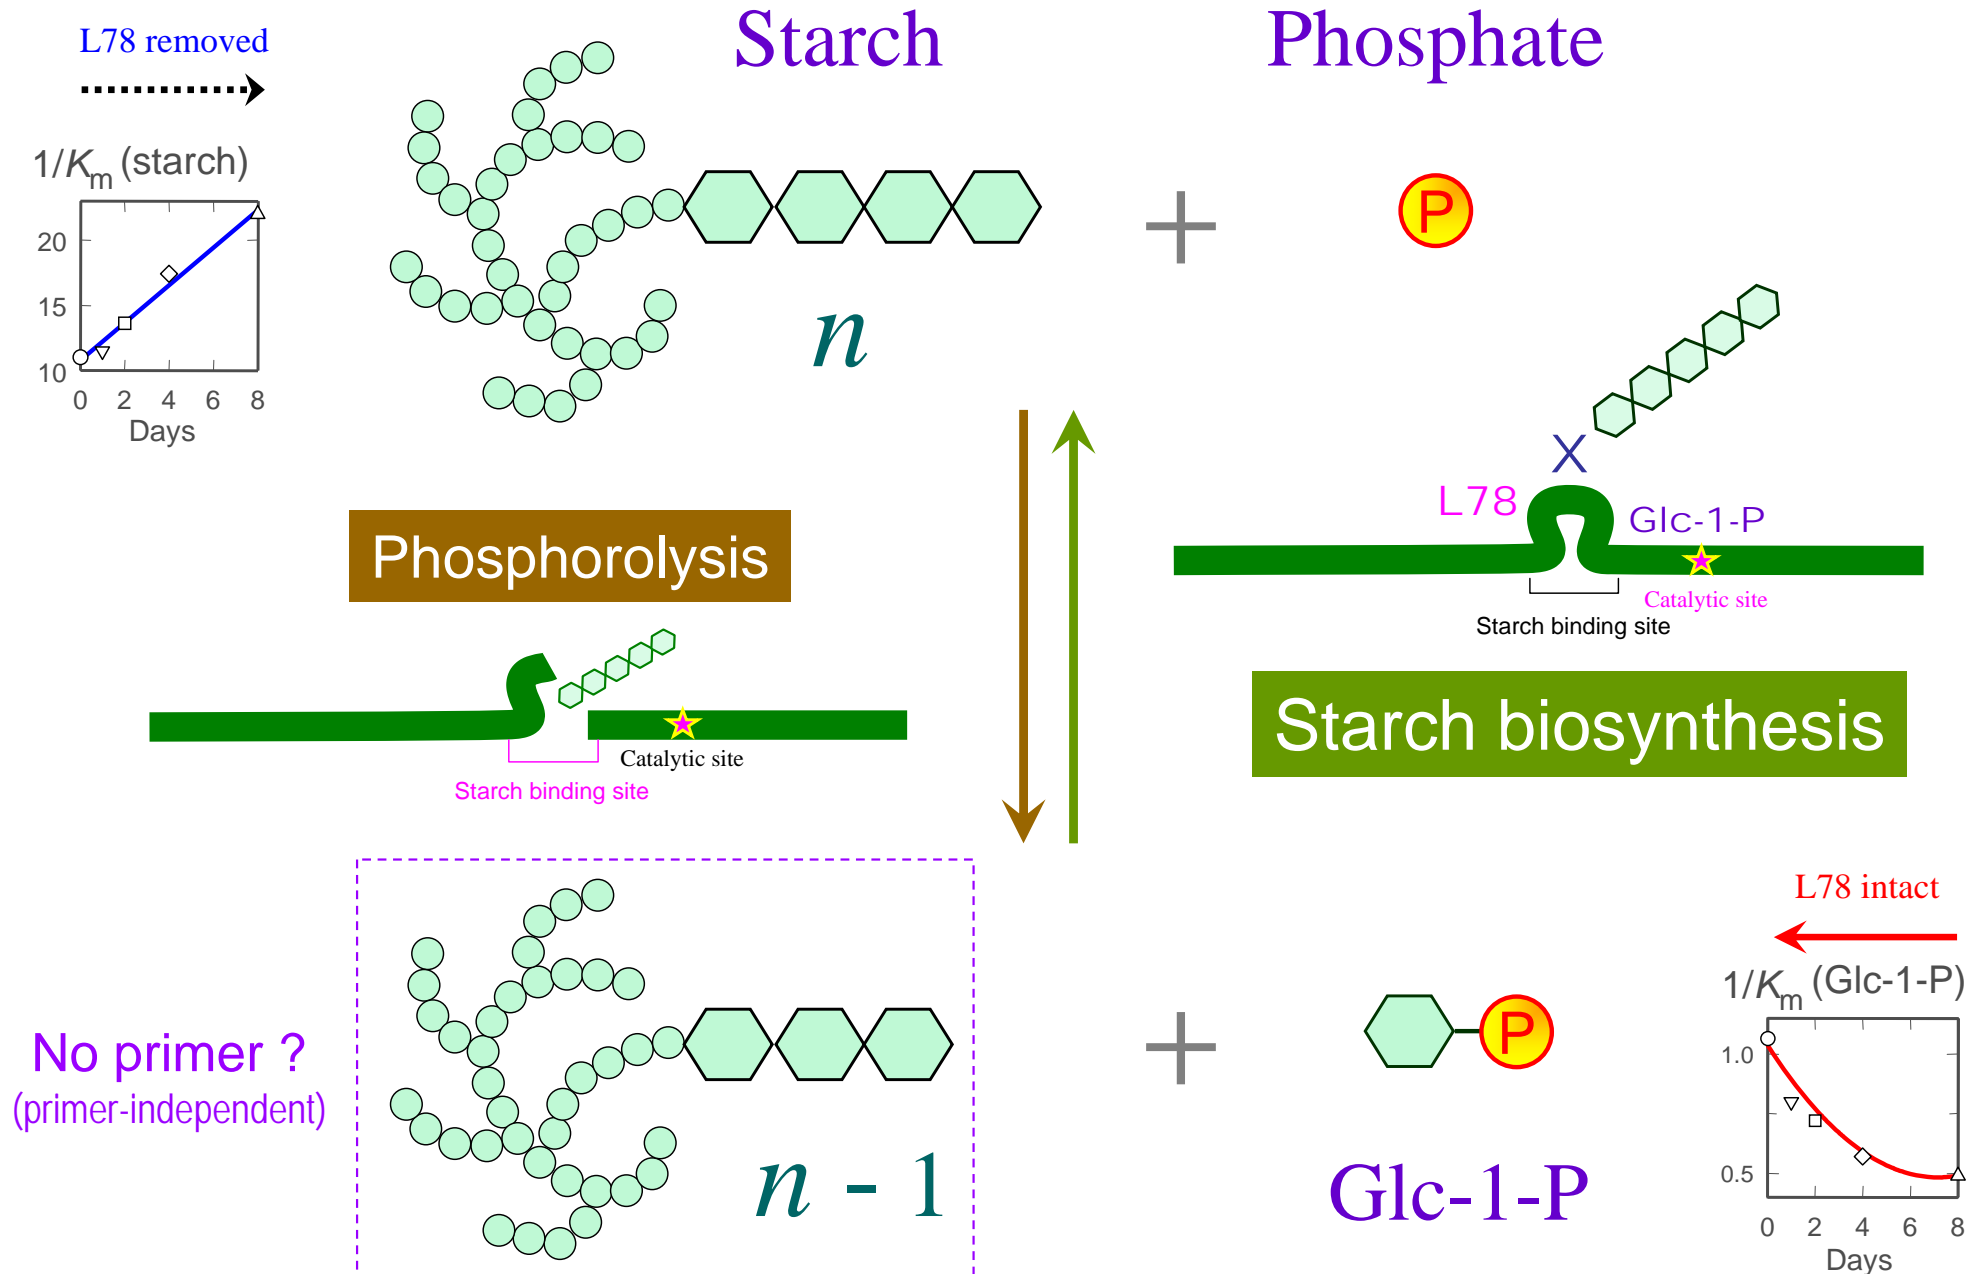 L78 removed
Starch
Phosphate
1/Km (starch)
20
15
10
0 2 4 6 8
Days
P
n
X
L78
Glc-1-P
Catalytic site
Starch binding site
Phosphorolysis
Starch biosynthesis
Catalytic site
Starch binding site
L78 intact
1/Km (Glc-1-P)
1.0
0.5
0 2 4 6 8
Days
No primer ?
(primer-independent)
P
n - 1
Glc-1-P